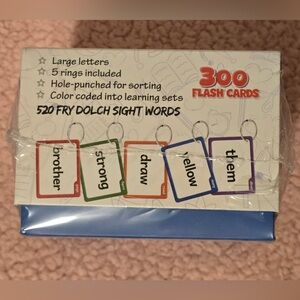 Large letters
5 rings included
Hole-punched for sorting
Color coded into learning sets
300
FLASH CARDS
520 FRY DOLCH SIGHT WORDS
brother
strong
draw
yellow
them